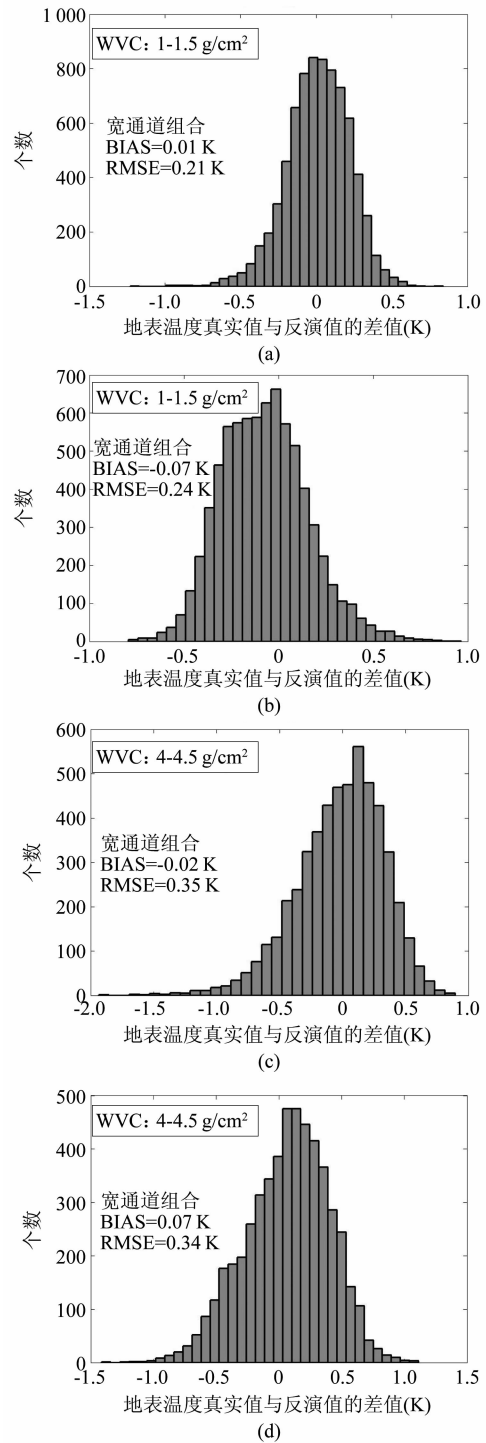 1 000
WVC: 1-1.5 g/cm²
800
宽通道组合
BIAS=0.01 K
RMSE=0.21 K
600
400
200
0
个数
-1.5 -1.0 -0.5 0 0.5 1.0
地表温度真实值与反演值的差值(K)
(a)
700
WVC: 1-1.5 g/cm²
600
宽通道组合
BIAS=-0.07 K
RMSE=0.24 K
500
400
300
200
100
0
个数
-1.0 -0.5 0 0.5 1.0
地表温度真实值与反演值的差值(K)
(b)
600
WVC: 4-4.5 g/cm²
500
400
宽通道组合
BIAS=-0.02 K
RMSE=0.35 K
300
200
100
0
个数
-2.0 -1.5 -1.0 -0.5 0 0.5 1.0
地表温度真实值与反演值的差值(K)
(c)
500
WVC: 4-4.5 g/cm²
400
宽通道组合
BIAS=0.07 K
RMSE=0.34 K
300
200
100
0
个数
-1.5 -1.0 -0.5 0 0.5 1.0 1.5
地表温度真实值与反演值的差值(K)
(d)